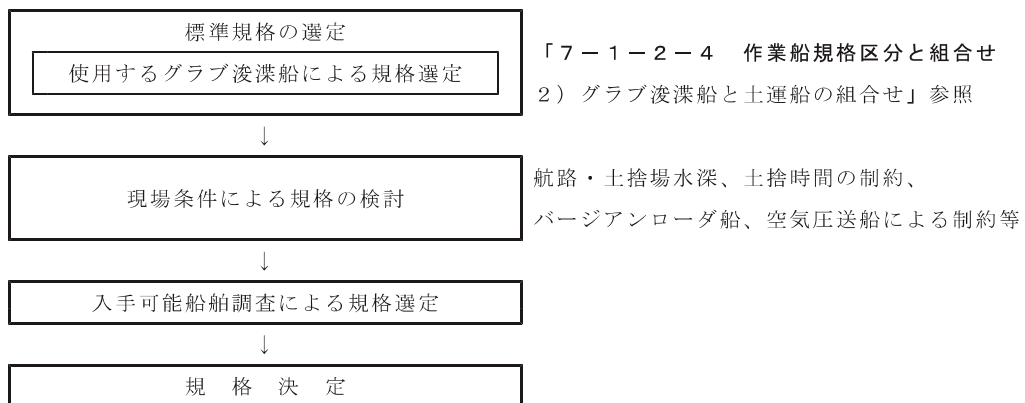 標準規格の選定
使用するグラブ浚渫船による規格選定
「７－１－２－４　作業船規格区分と組合せ
２）グラブ浚渫船と土運船の組合せ」参照
↓
現場条件による規格の検討
航路・土捨場水深、土捨時間の制約、
バージアンローダ船、空気圧送船による制約等
↓
入手可能船舶調査による規格選定
↓
規　格　決　定